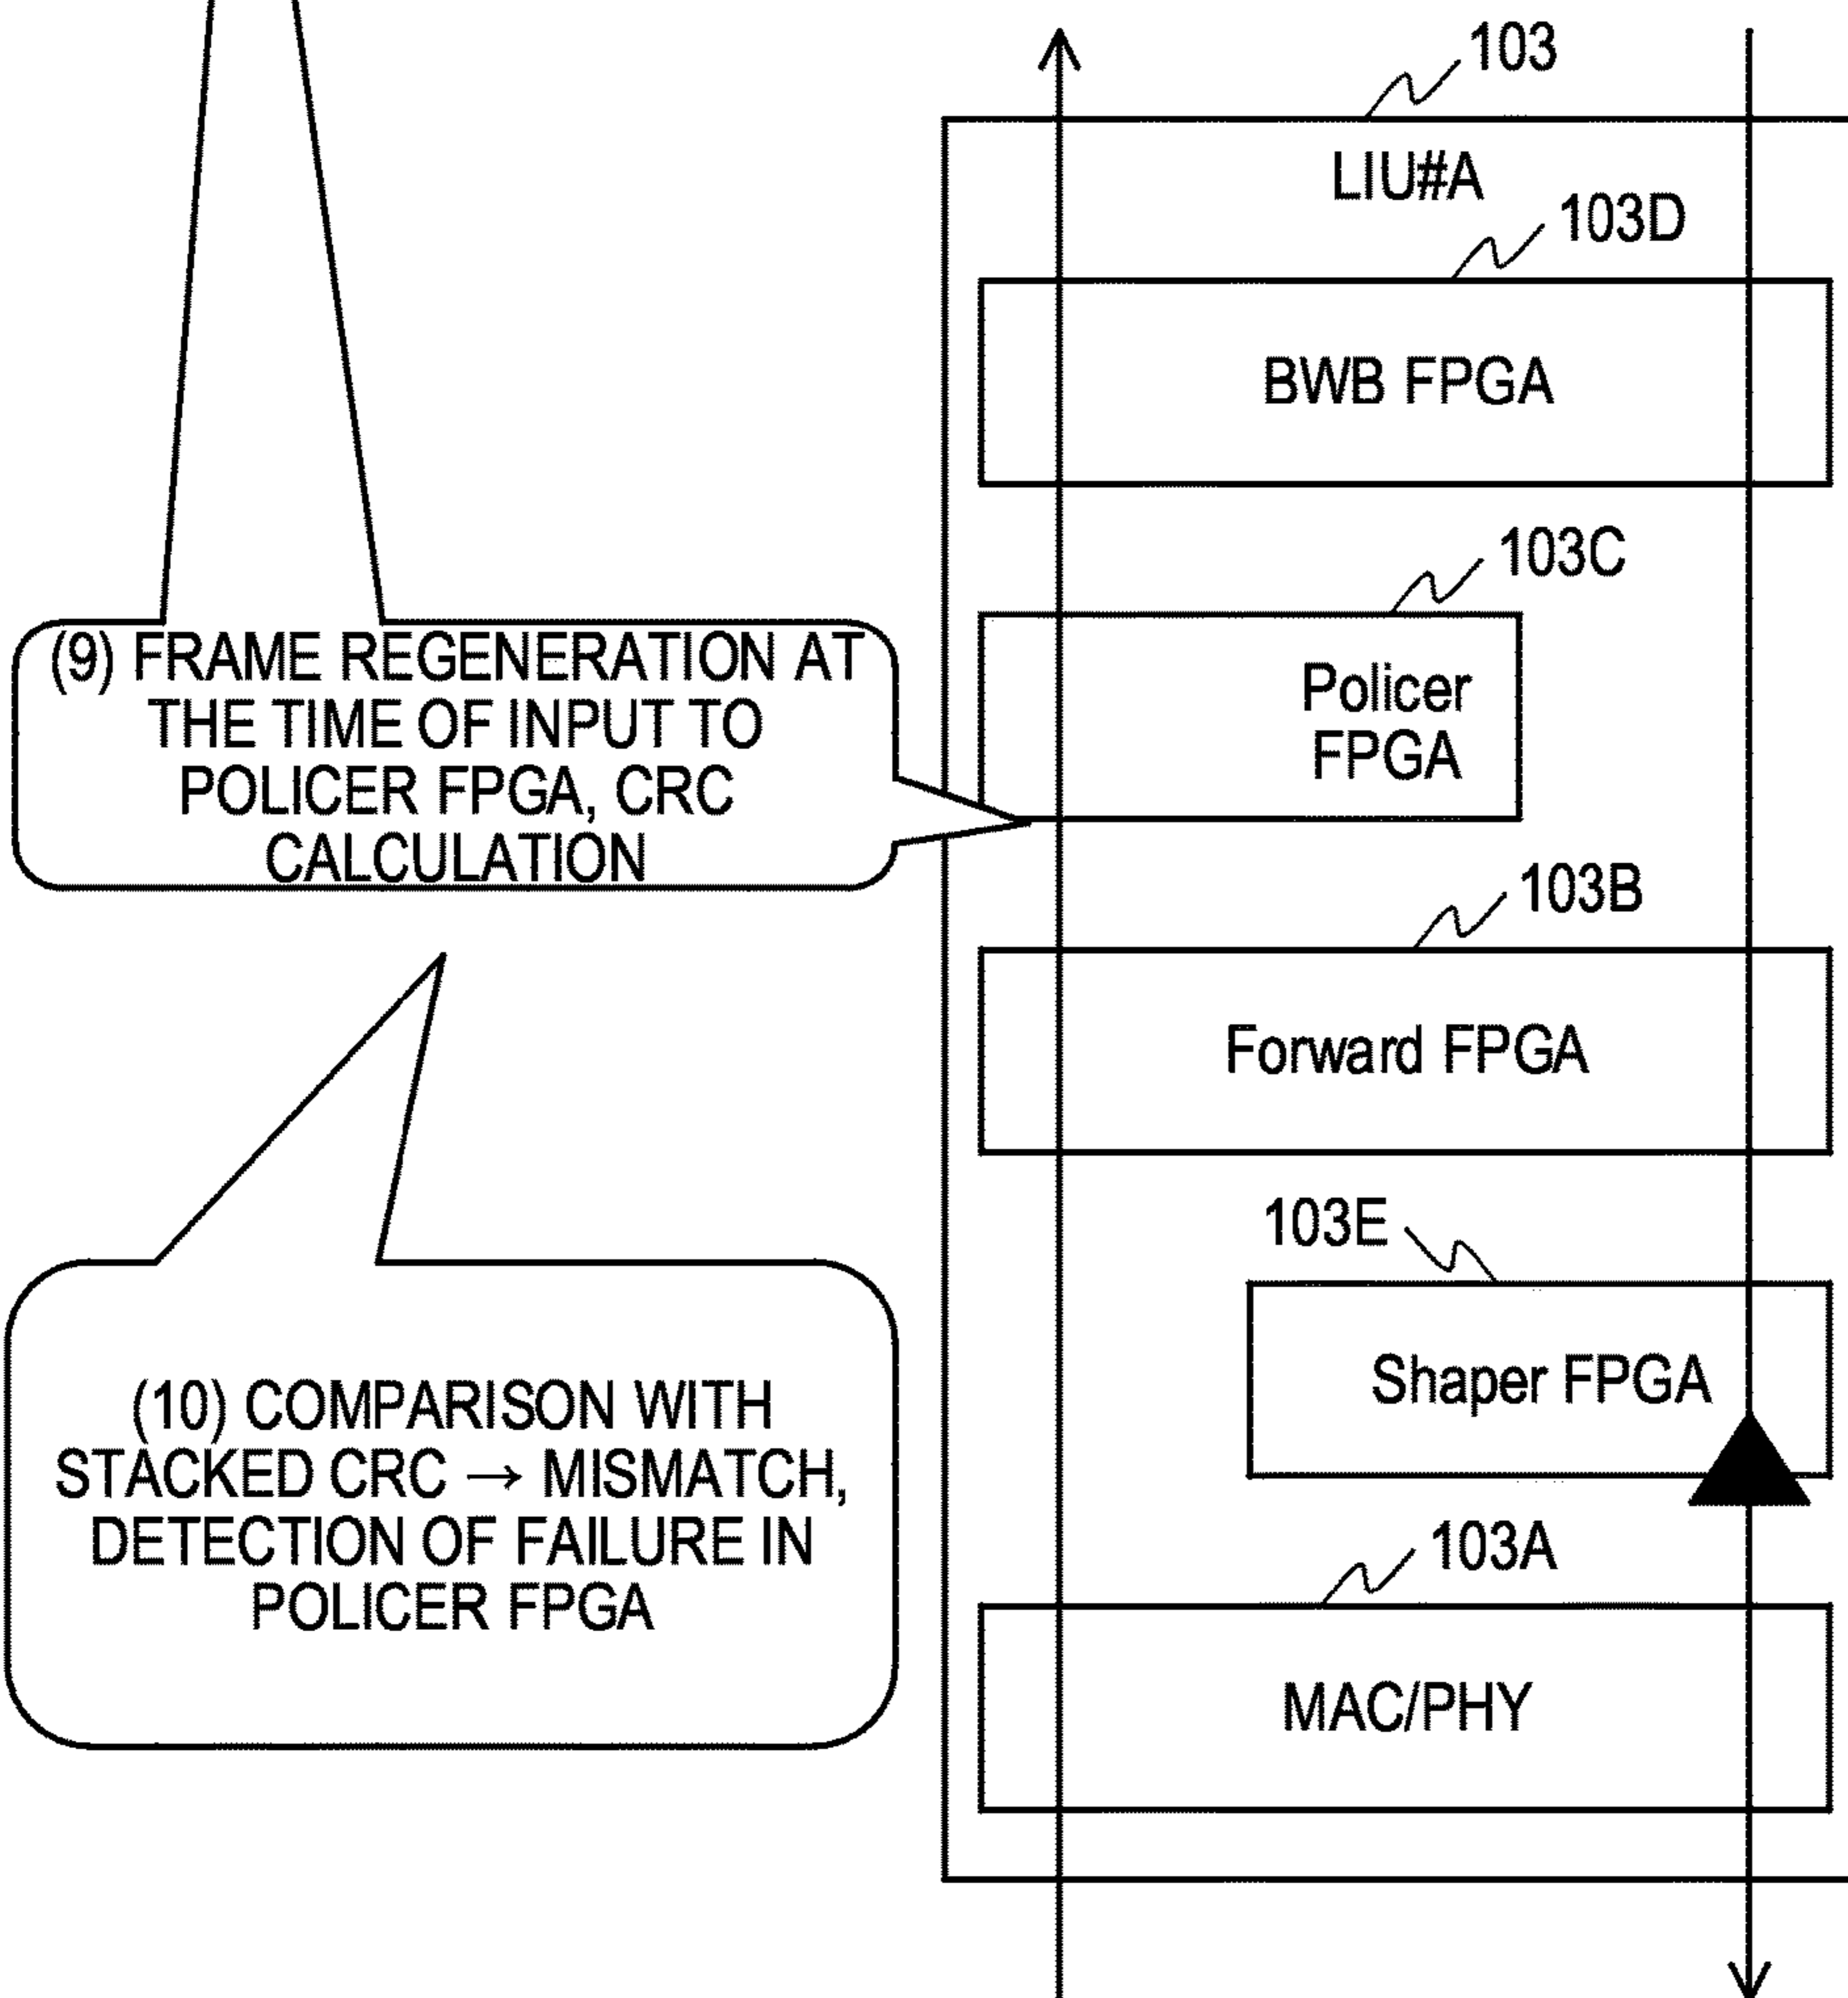 103
LIU#A
103D
BWB FPGA
103C
Policer
FPGA
(9) FRAME REGENERATION AT
THE TIME OF INPUT TO
POLICER FPGA, CRC
CALCULATION
103B
Forward FPGA
103E
Shaper FPGA
(10) COMPARISON WITH
STACKED CRC → MISMATCH,
DETECTION OF FAILURE IN
POLICER FPGA
103A
MAC/PHY